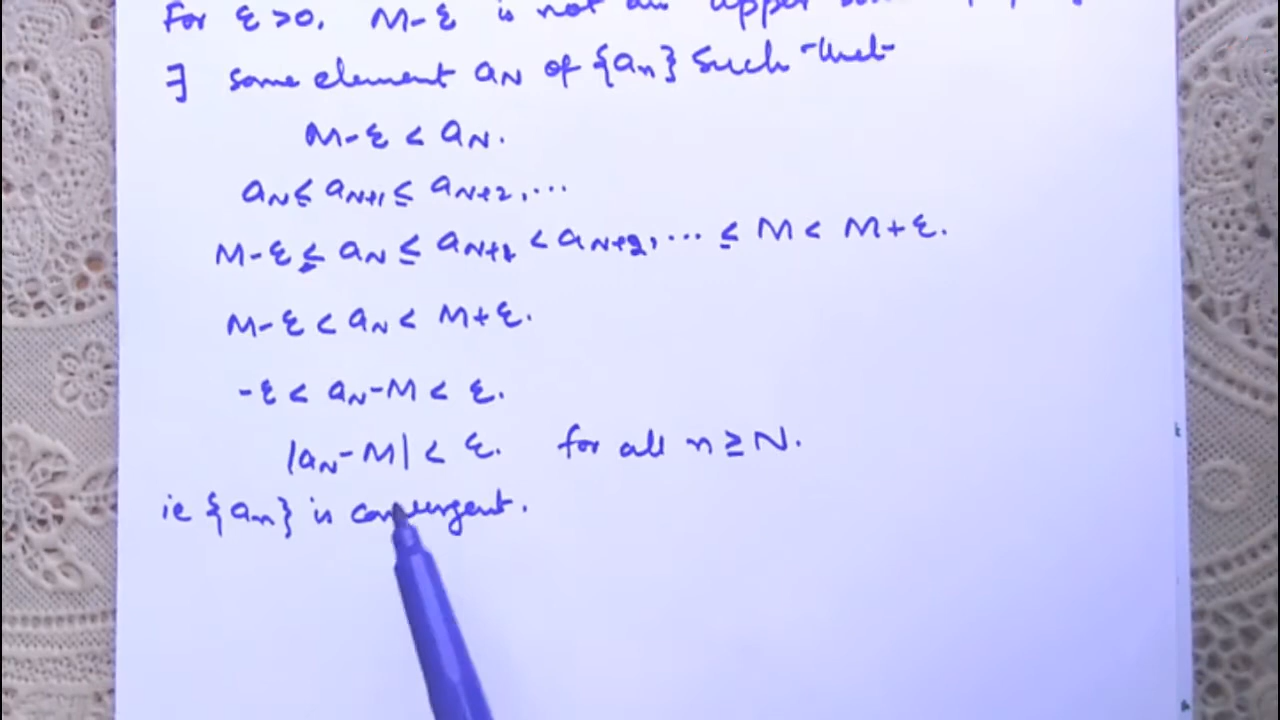 For ε > 0, M-ε is not an upper
∃ some element aN of {an} such that
M-ε < aN.
aN ≤ aN+1 ≤ aN+2, ...
M-ε ≤ aN ≤ aN+1 < aN+2, ... ≤ M < M+ε.
M-ε < aN < M+ε.
-ε < aN-M < ε.
|aN-M| < ε. for all n ≥ N.
ie {an} is convergent.